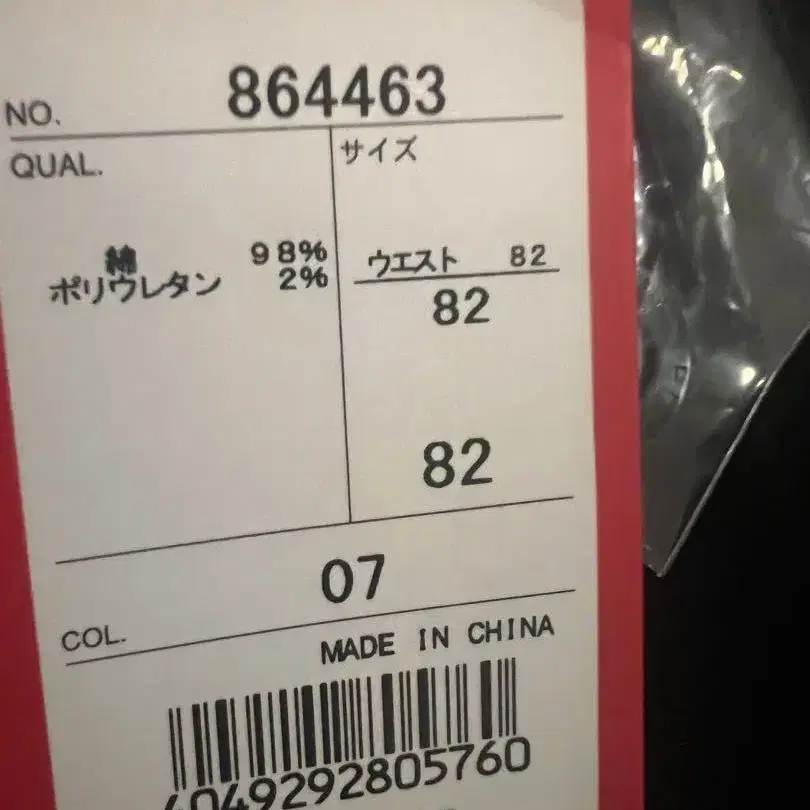 NO. 864463
QUAL.
サイズ
綿 98%
ポリウレタン 2%
ウエスト 82
82
82
07
COL.
MADE IN CHINA
4049292805760